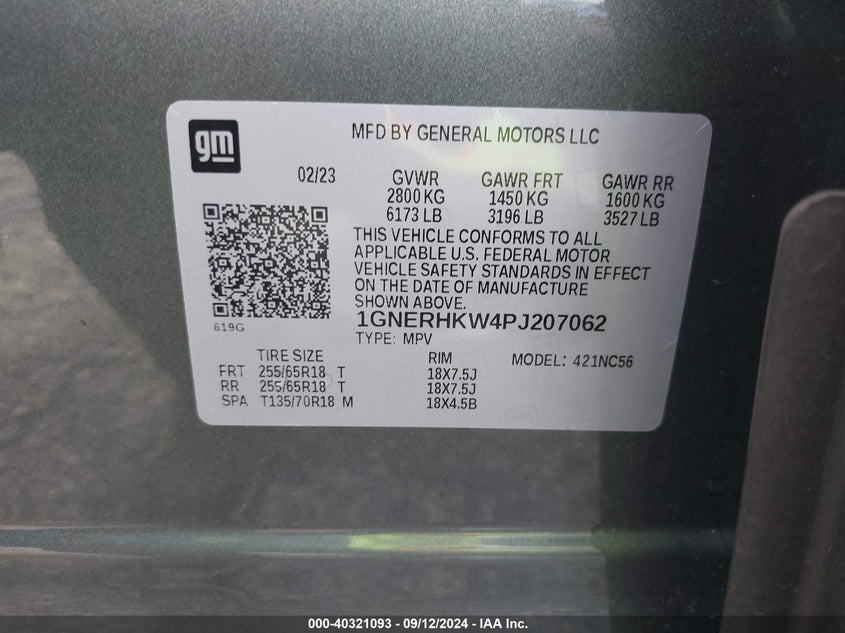 gm
MFD BY GENERAL MOTORS LLC
02/23 GVWR GAWR FRT GAWR RR
2800 KG 1450 KG 1600 KG
6173 LB 3196 LB 3527 LB
THIS VEHICLE CONFORMS TO ALL
APPLICABLE U.S. FEDERAL MOTOR
VEHICLE SAFETY STANDARDS IN EFFECT
ON THE DATE OF MANUFACTURE
SHOWN ABOVE.
619G
1GNERHKW4PJ207062
TYPE: MPV
TIRE SIZE RIM MODEL: 421NC56
FRT 255/65R18 T 18X7.5J
RR 255/65R18 T 18X7.5J
SPA T135/70R18 M 18X4.5B
000-40321093 - 09/12/2024 - IAA Inc.